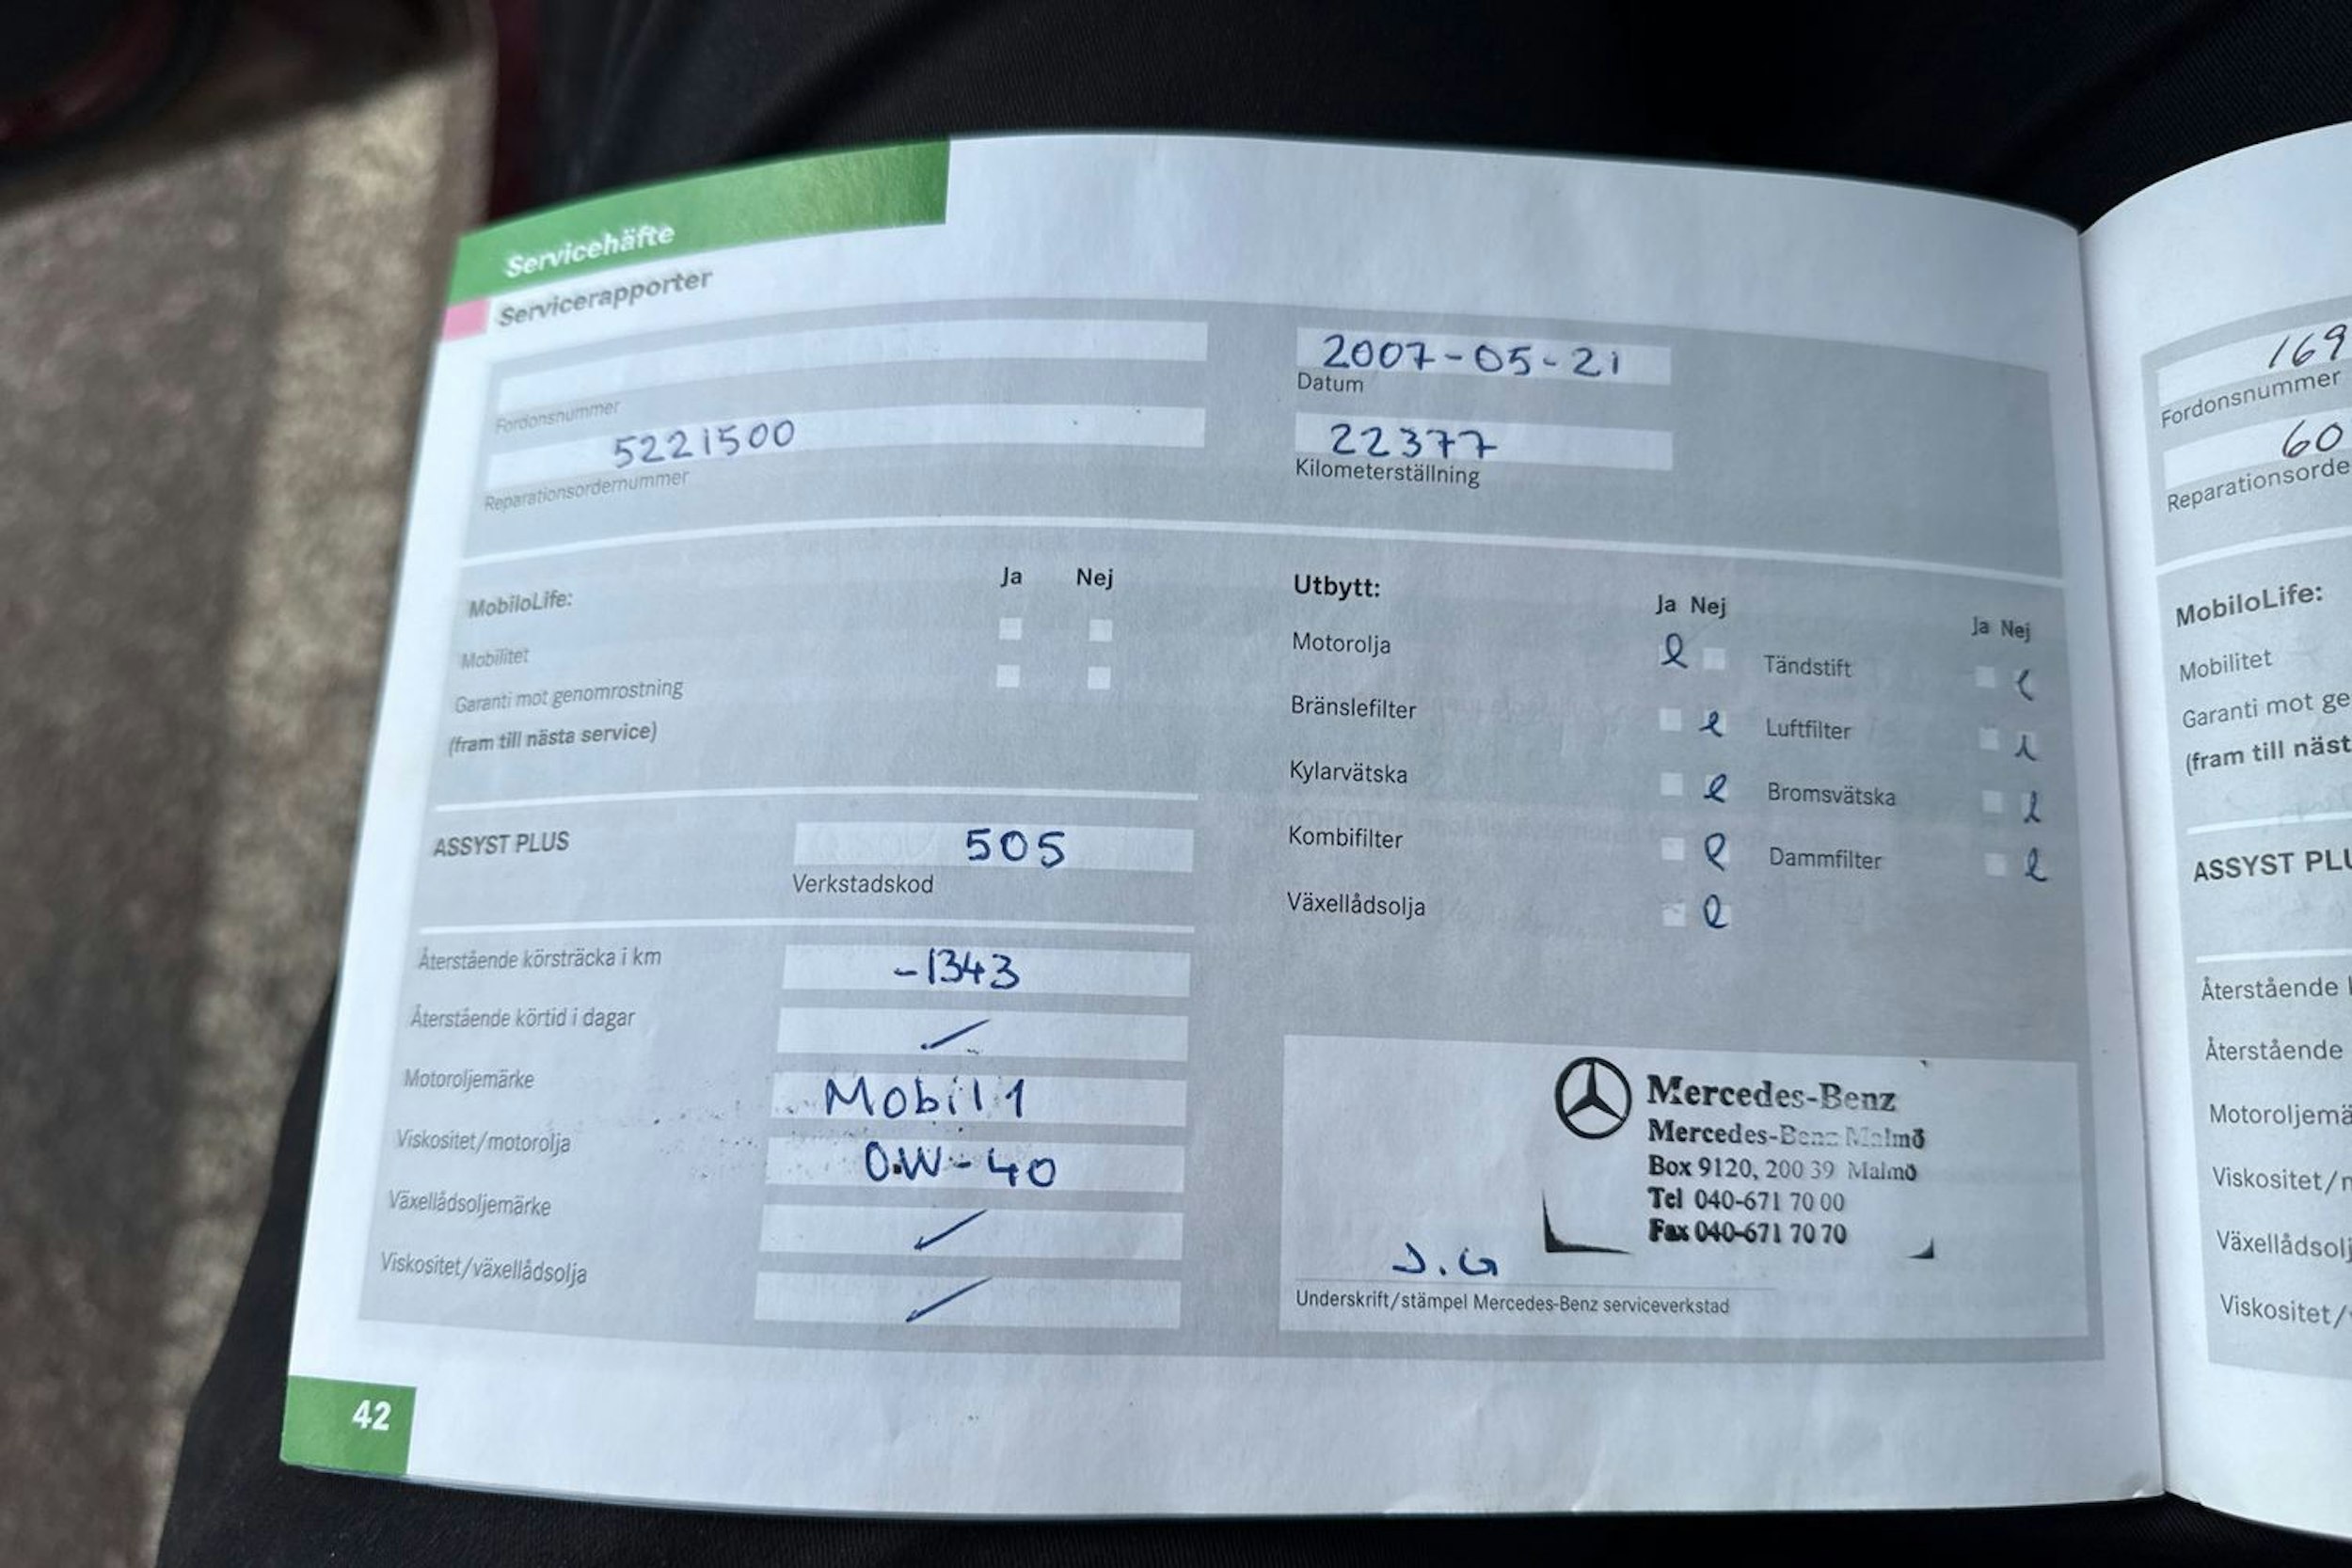 Servicehäfte
Servicerapporter
Fordonsnummer
5221500
Reparationsordernummer
2007-05-21
Datum
22377
Kilometerställning
MobiloLife:
Ja Nej
Mobilitet
Garanti mot genomrostning
(fram till nästa service)
ASSYST PLUS
505
Verkstadskod
Återstående körsträcka i km
-1343
Återstående körtid i dagar
Motoroljemärke
Mobil 1
Viskositet/motorolja
0.W-40
Växellådsoljemärke
Viskositet/växellådsolja
Utbytt:
Ja Nej
Ja Nej
Motorolja
Tändstift
Bränslefilter
Luftfilter
Kylarvätska
Bromsvätska
Kombifilter
Dammfilter
Växellådsolja
Mercedes-Benz
Mercedes-Benz Malmö
Box 9120, 200 39 Malmö
Tel 040-671 70 00
Fax 040-671 70 70
J.G
Underskrift/stämpel Mercedes-Benz serviceverkstad
42
169
Fordonsnummer
60
Reparationsorde
MobiloLife:
Mobilitet
Garanti mot ge
(fram till näst
ASSYST PLU
Återstående
Återstående
Motoroljemä
Viskositet/
Växellådsol
Viskositet/